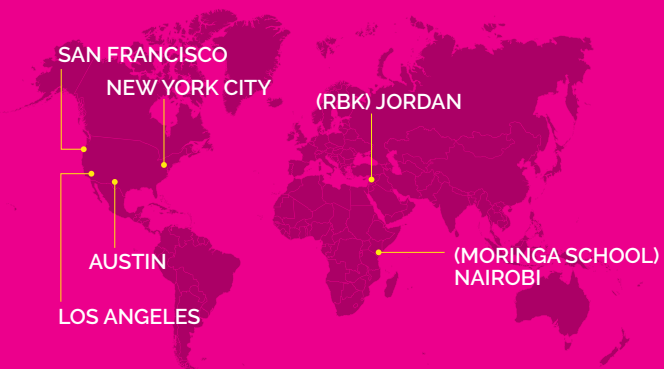 SAN FRANCISCO
NEW YORK CITY
(RBK) JORDAN
AUSTIN
(MORINGA SCHOOL)
NAIROBI
LOS ANGELES